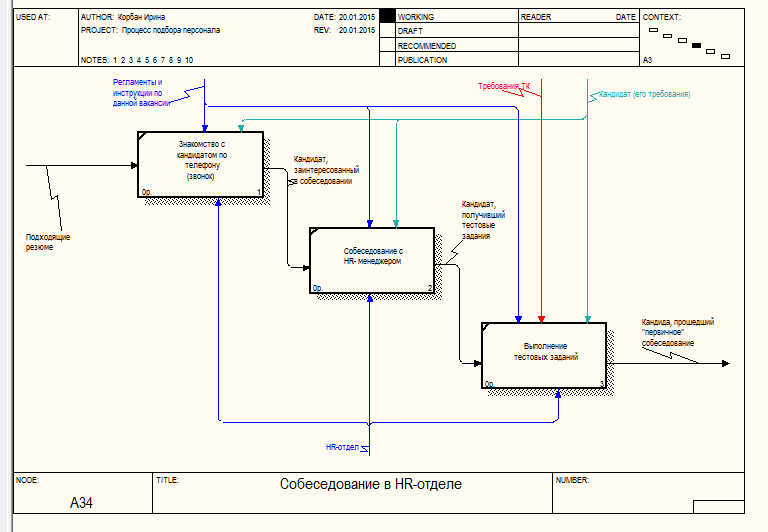 USED AT:
AUTHOR: Корбан Ирина
DATE: 20.01.2015
PROJECT: Процесс подбора персонала
REV: 20.01.2015
NOTES: 1 2 3 4 5 6 7 8 9 10
WORKING
DRAFT
RECOMMENDED
PUBLICATION
READER
DATE
CONTEXT:
A3
Регламенты и
инструкции по
данной вакансии
Требования ТК
Кандидат (его требования)
Знакомство с
кандидатом по
телефону
(звонок)
0р.
1
Кандидат,
заинтересованный
в собеседовании
Подходящие
резюме
Кандидат,
получивший
тестовые
задания
Собеседование с
HR- менеджером
0р.
2
Кандида, прошедший
"первичное"
собеседование
Выполнение
тестовых заданий
0р.
3
HR-отдел
NODE:
A34
TITLE:
Собеседование в HR-отделе
NUMBER: